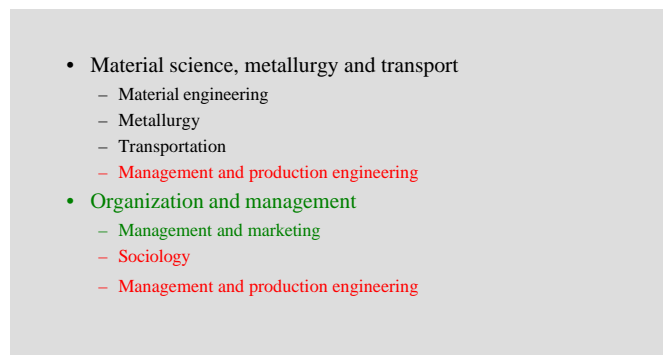 • Material science, metallurgy and transport
– Material engineering
– Metallurgy
– Transportation
– Management and production engineering
• Organization and management
– Management and marketing
– Sociology
– Management and production engineering